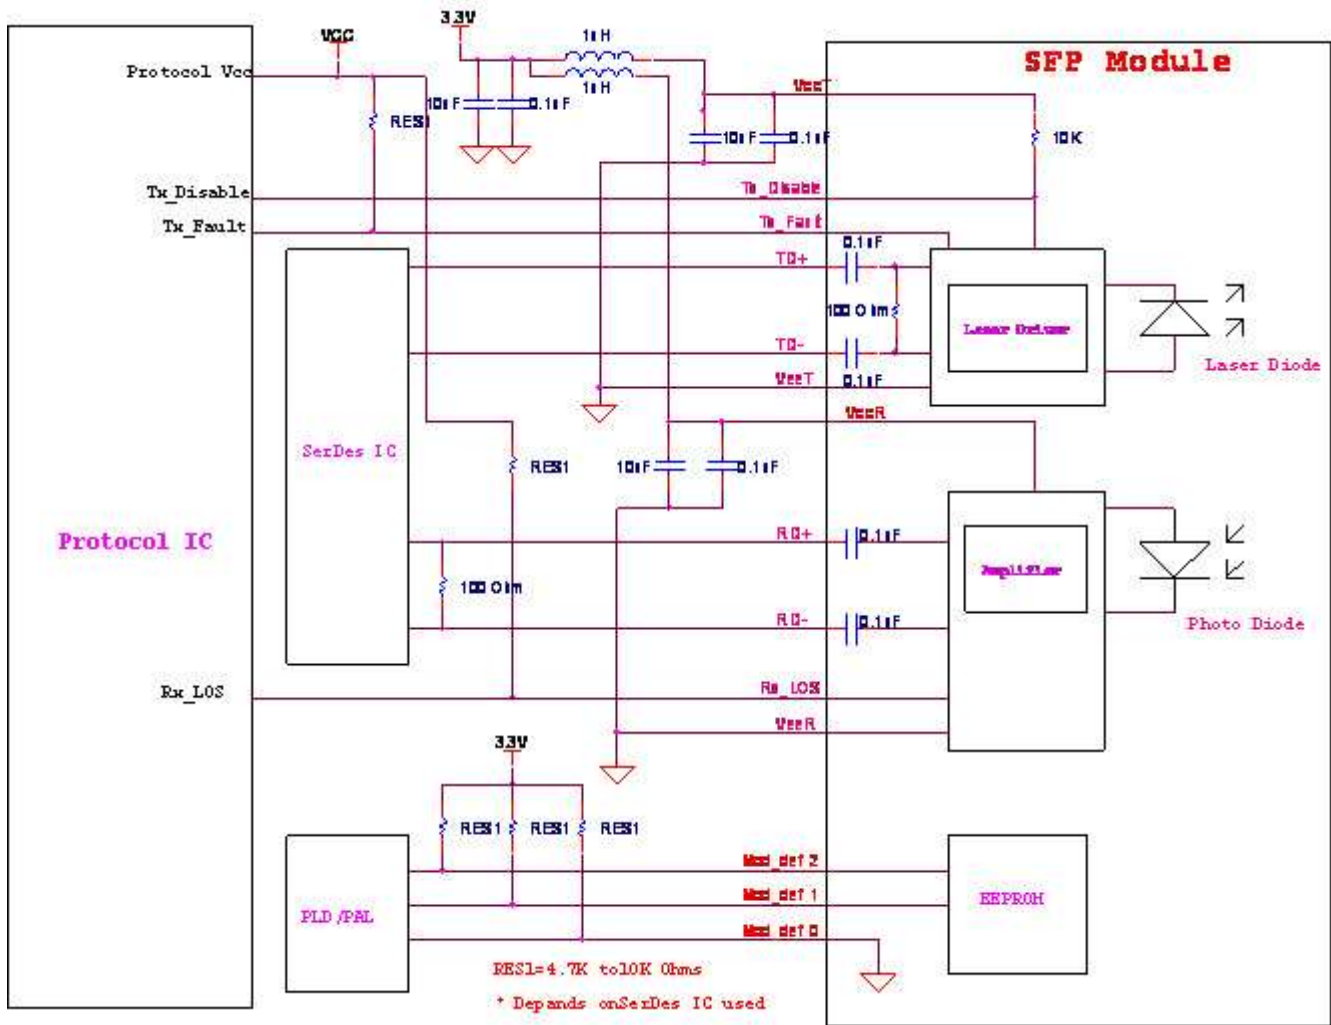 3.3V
1uH
VCC
SFP Module
Protocol Vcc
1uH
VccT
10uF
0.1uF
RES1
10uF
0.1uF
10K
Tx_Disable
Tx_Disable
Tx_Fault
Tx_Fault
0.1uF
TD+
100 Ohm
Laser Driver
TD-
Laser Diode
VeeT
0.1uF
VccR
SerDes IC
RES1
10uF
0.1uF
Protocol IC
RD+
0.1uF
Amplifier
100 Ohm
RD-
0.1uF
Photo Diode
Rx_LOS
Rx_LOS
VeeR
3.3V
RES1
RES1
RES1
Mod_def 2
Mod_def 1
EEPROM
PLD/PAL
Mod_def 0
RES1=4.7K to10K Ohms
* Depands onSerDes IC used